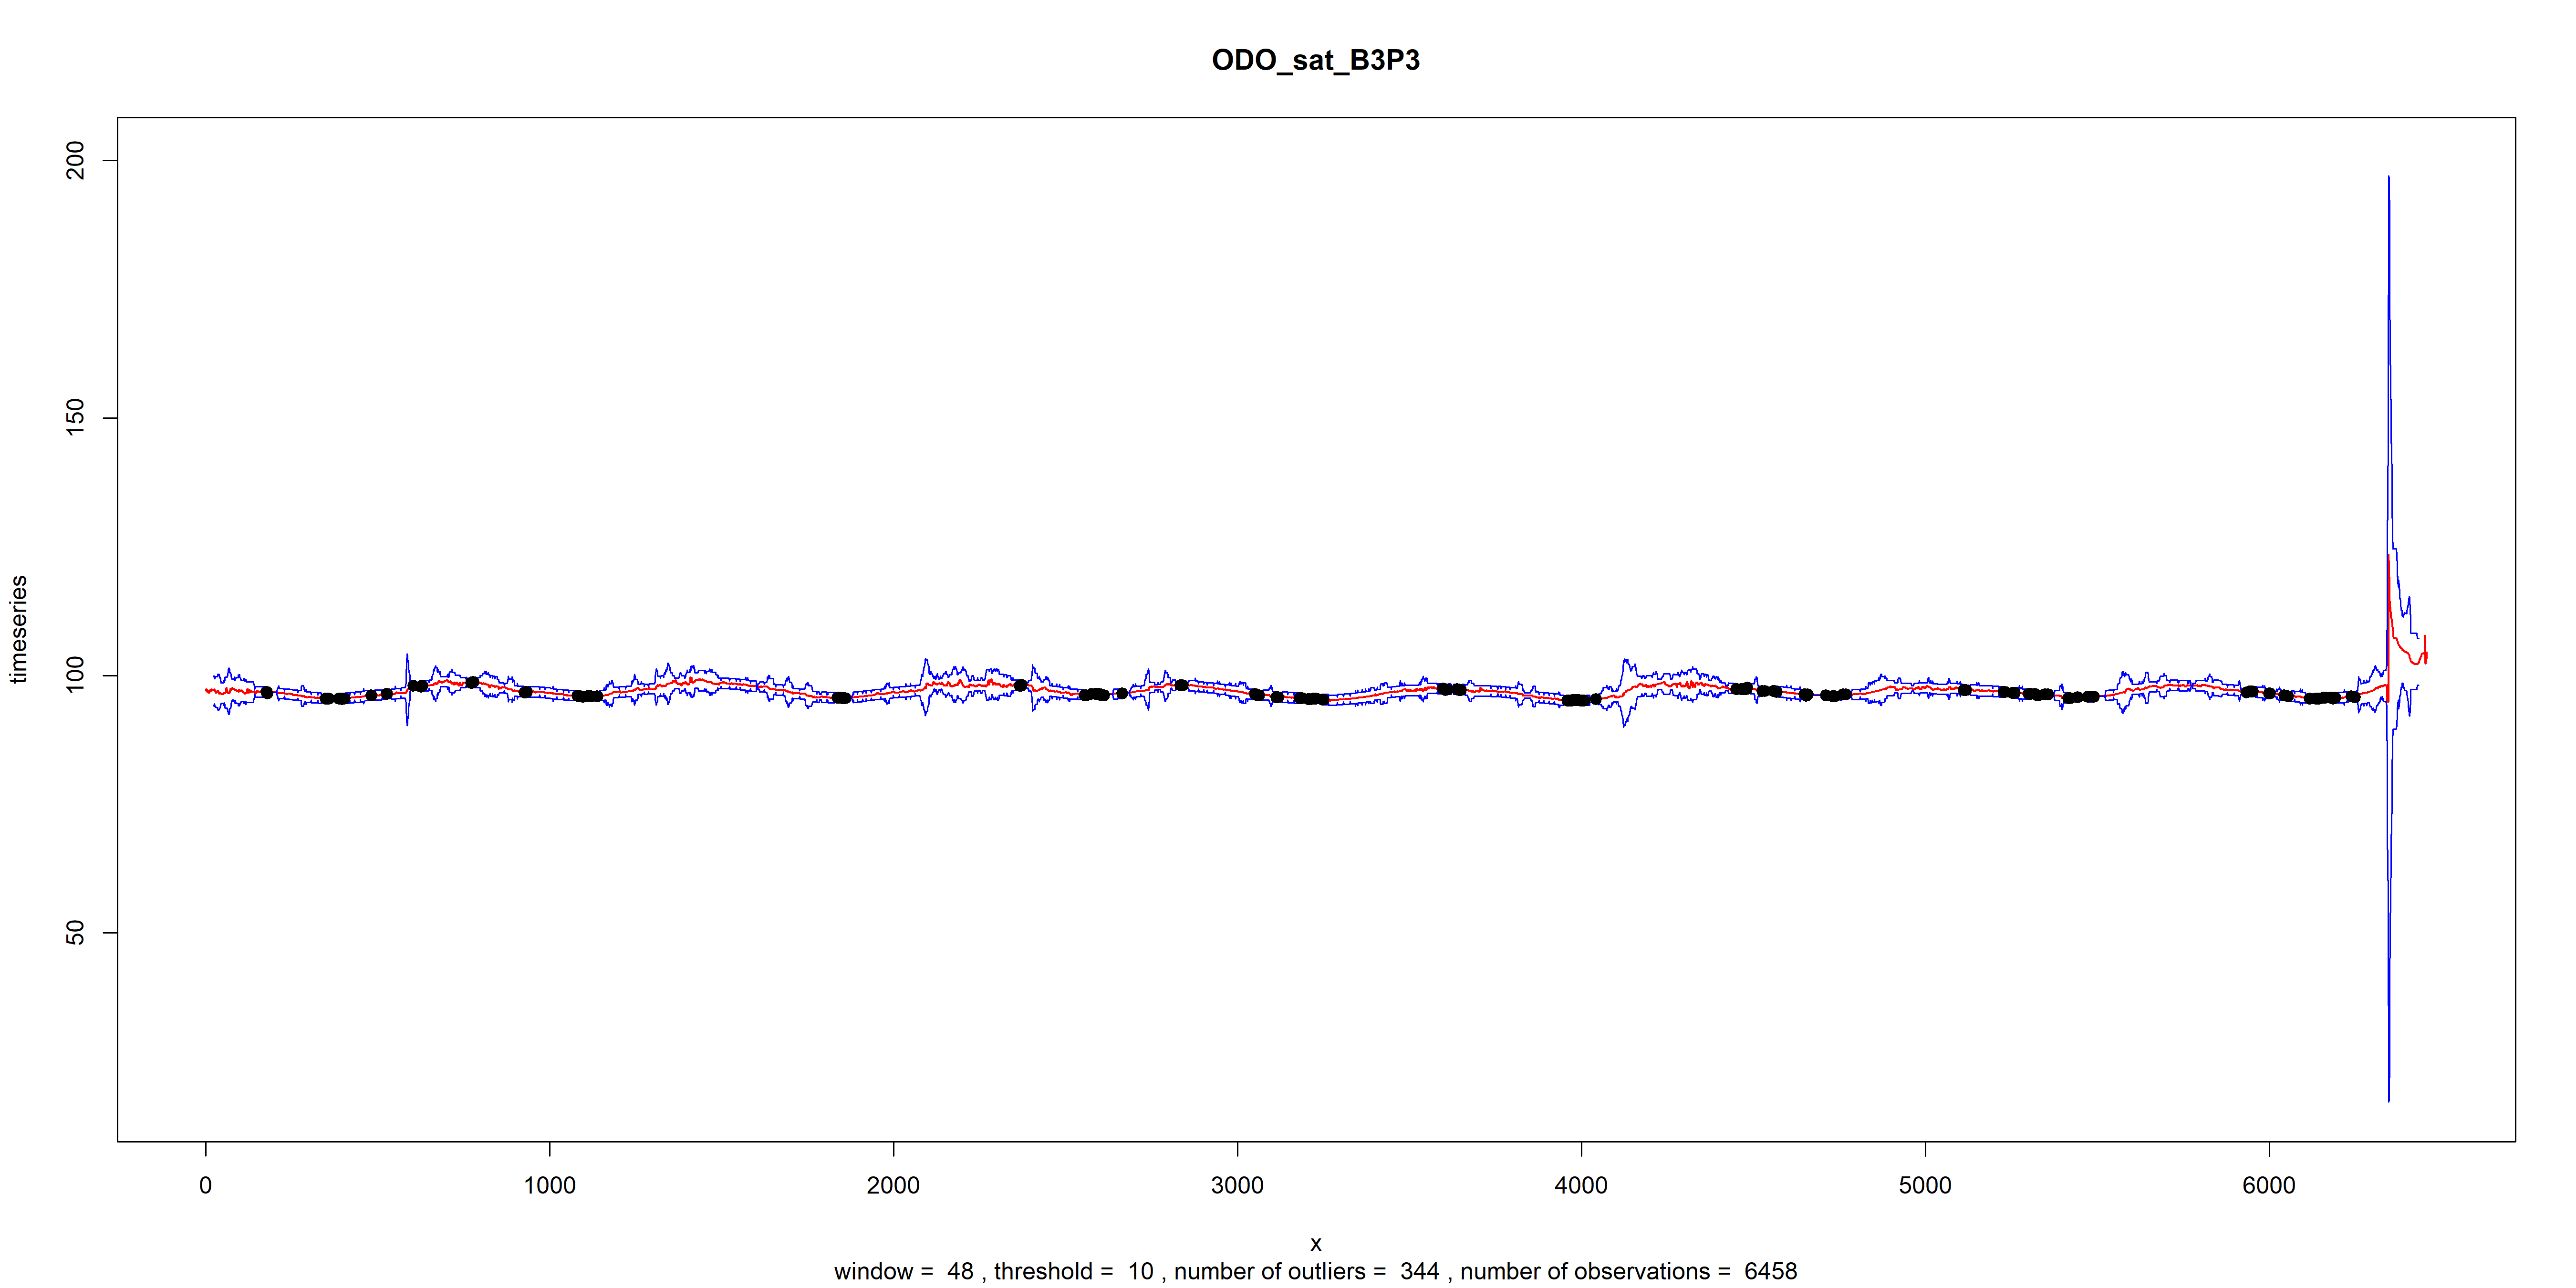 ODO_sat_B3P3
200
150
100
50
timeseries
0 1000 2000 3000 4000 5000 6000
x
window =  48 , threshold =  10 , number of outliers =  344 , number of observations =  6458